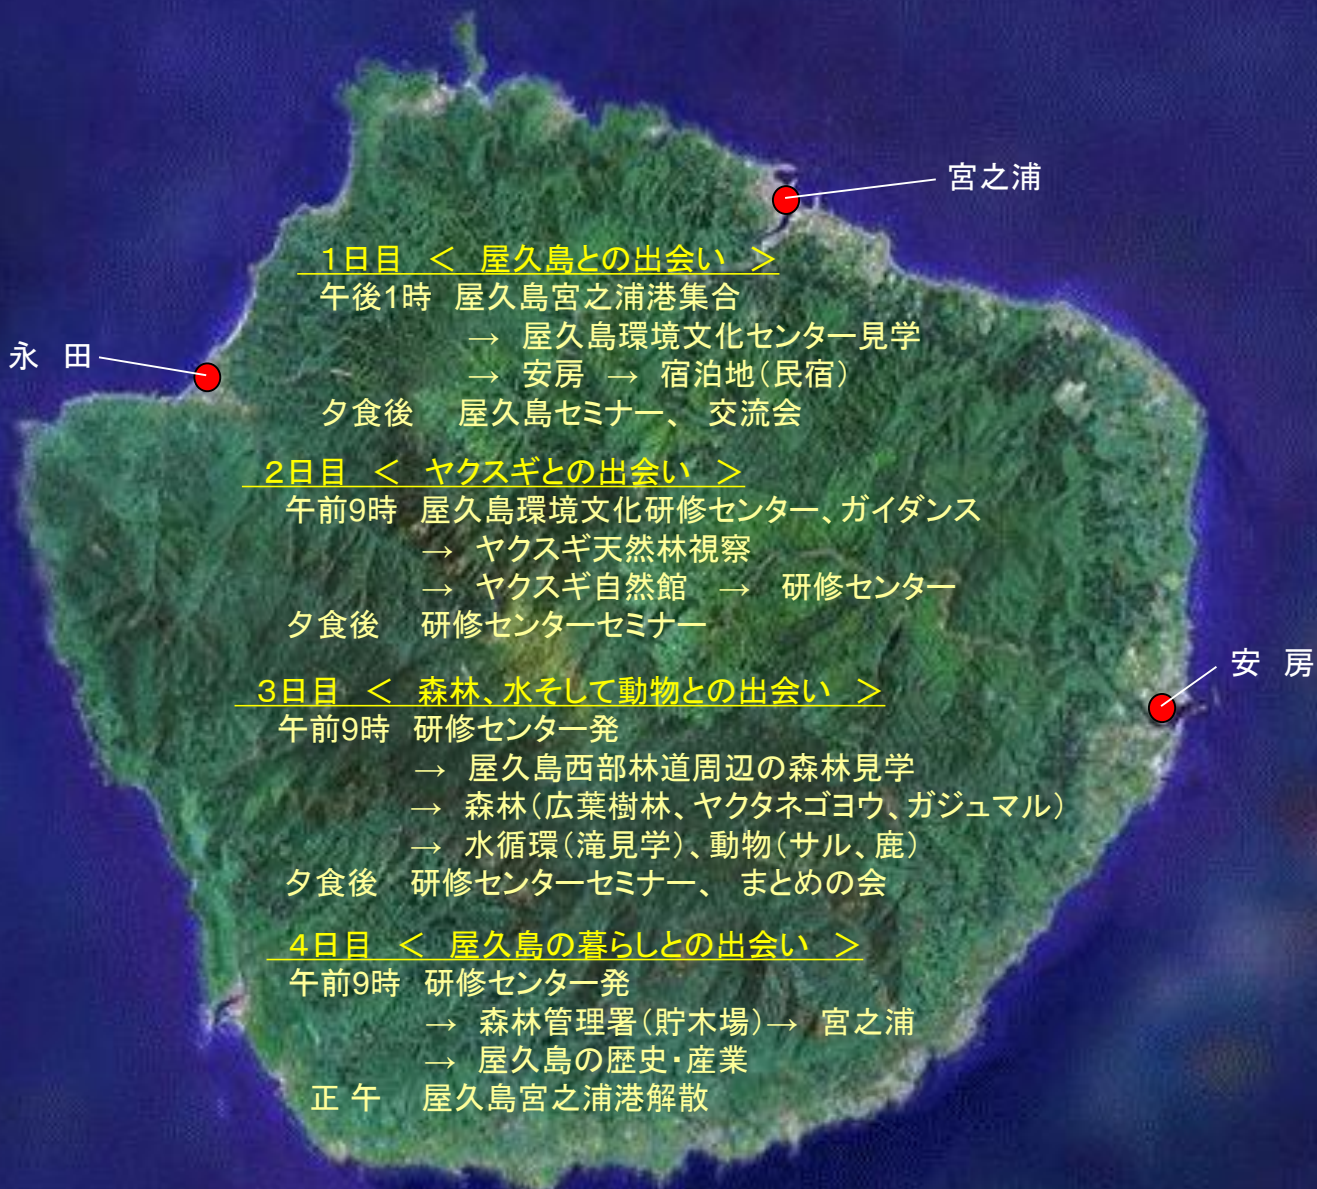 宮之浦
１日目　＜　屋久島との出会い　＞
午後1時　屋久島宮之浦港集合
→　屋久島環境文化センター見学
永　田
→　安房　→　宿泊地（民宿）
夕食後　　屋久島セミナー、　交流会
２日目　＜　ヤクスギとの出会い　＞
午前9時　屋久島環境文化研修センター、ガイダンス
→　ヤクスギ天然林視察
→　ヤクスギ自然館　→　研修センター
夕食後　　研修センターセミナー
安　房
３日目　＜　森林、水そして動物との出会い　＞
午前9時　研修センター発
→　屋久島西部林道周辺の森林見学
→　森林（広葉樹林、ヤクタネゴヨウ、ガジュマル）
→　水循環（滝見学）、動物（サル、鹿）
夕食後　研修センターセミナー、　まとめの会
４日目　＜　屋久島の暮らしとの出会い　＞
午前9時　研修センター発
→　森林管理署（貯木場）→　宮之浦
→　屋久島の歴史・産業
正 午　　屋久島宮之浦港解散